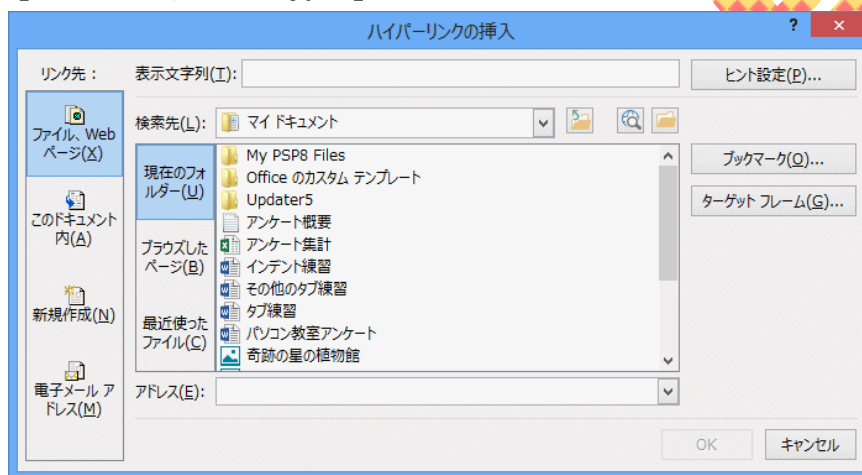 ハイパーリンクの挿入
?
×
リンク先：
表示文字列(T):
ヒント設定(P)...
ファイル、Web
ページ(X)
このドキュメント
内(A)
新規作成(N)
電子メール ア
ドレス(M)
検索先(L):
マイ ドキュメント
現在のフォ
ルダー(U)
ブラウズした
ページ(B)
最近使った
ファイル(C)
My PSP8 Files
Office のカスタム テンプレート
Updater5
アンケート概要
アンケート集計
インデント練習
その他のタブ練習
タブ練習
パソコン教室アンケート
奇跡の星の植物館
ブックマーク(O)...
ターゲット フレーム(G)...
アドレス(E):
OK
キャンセル